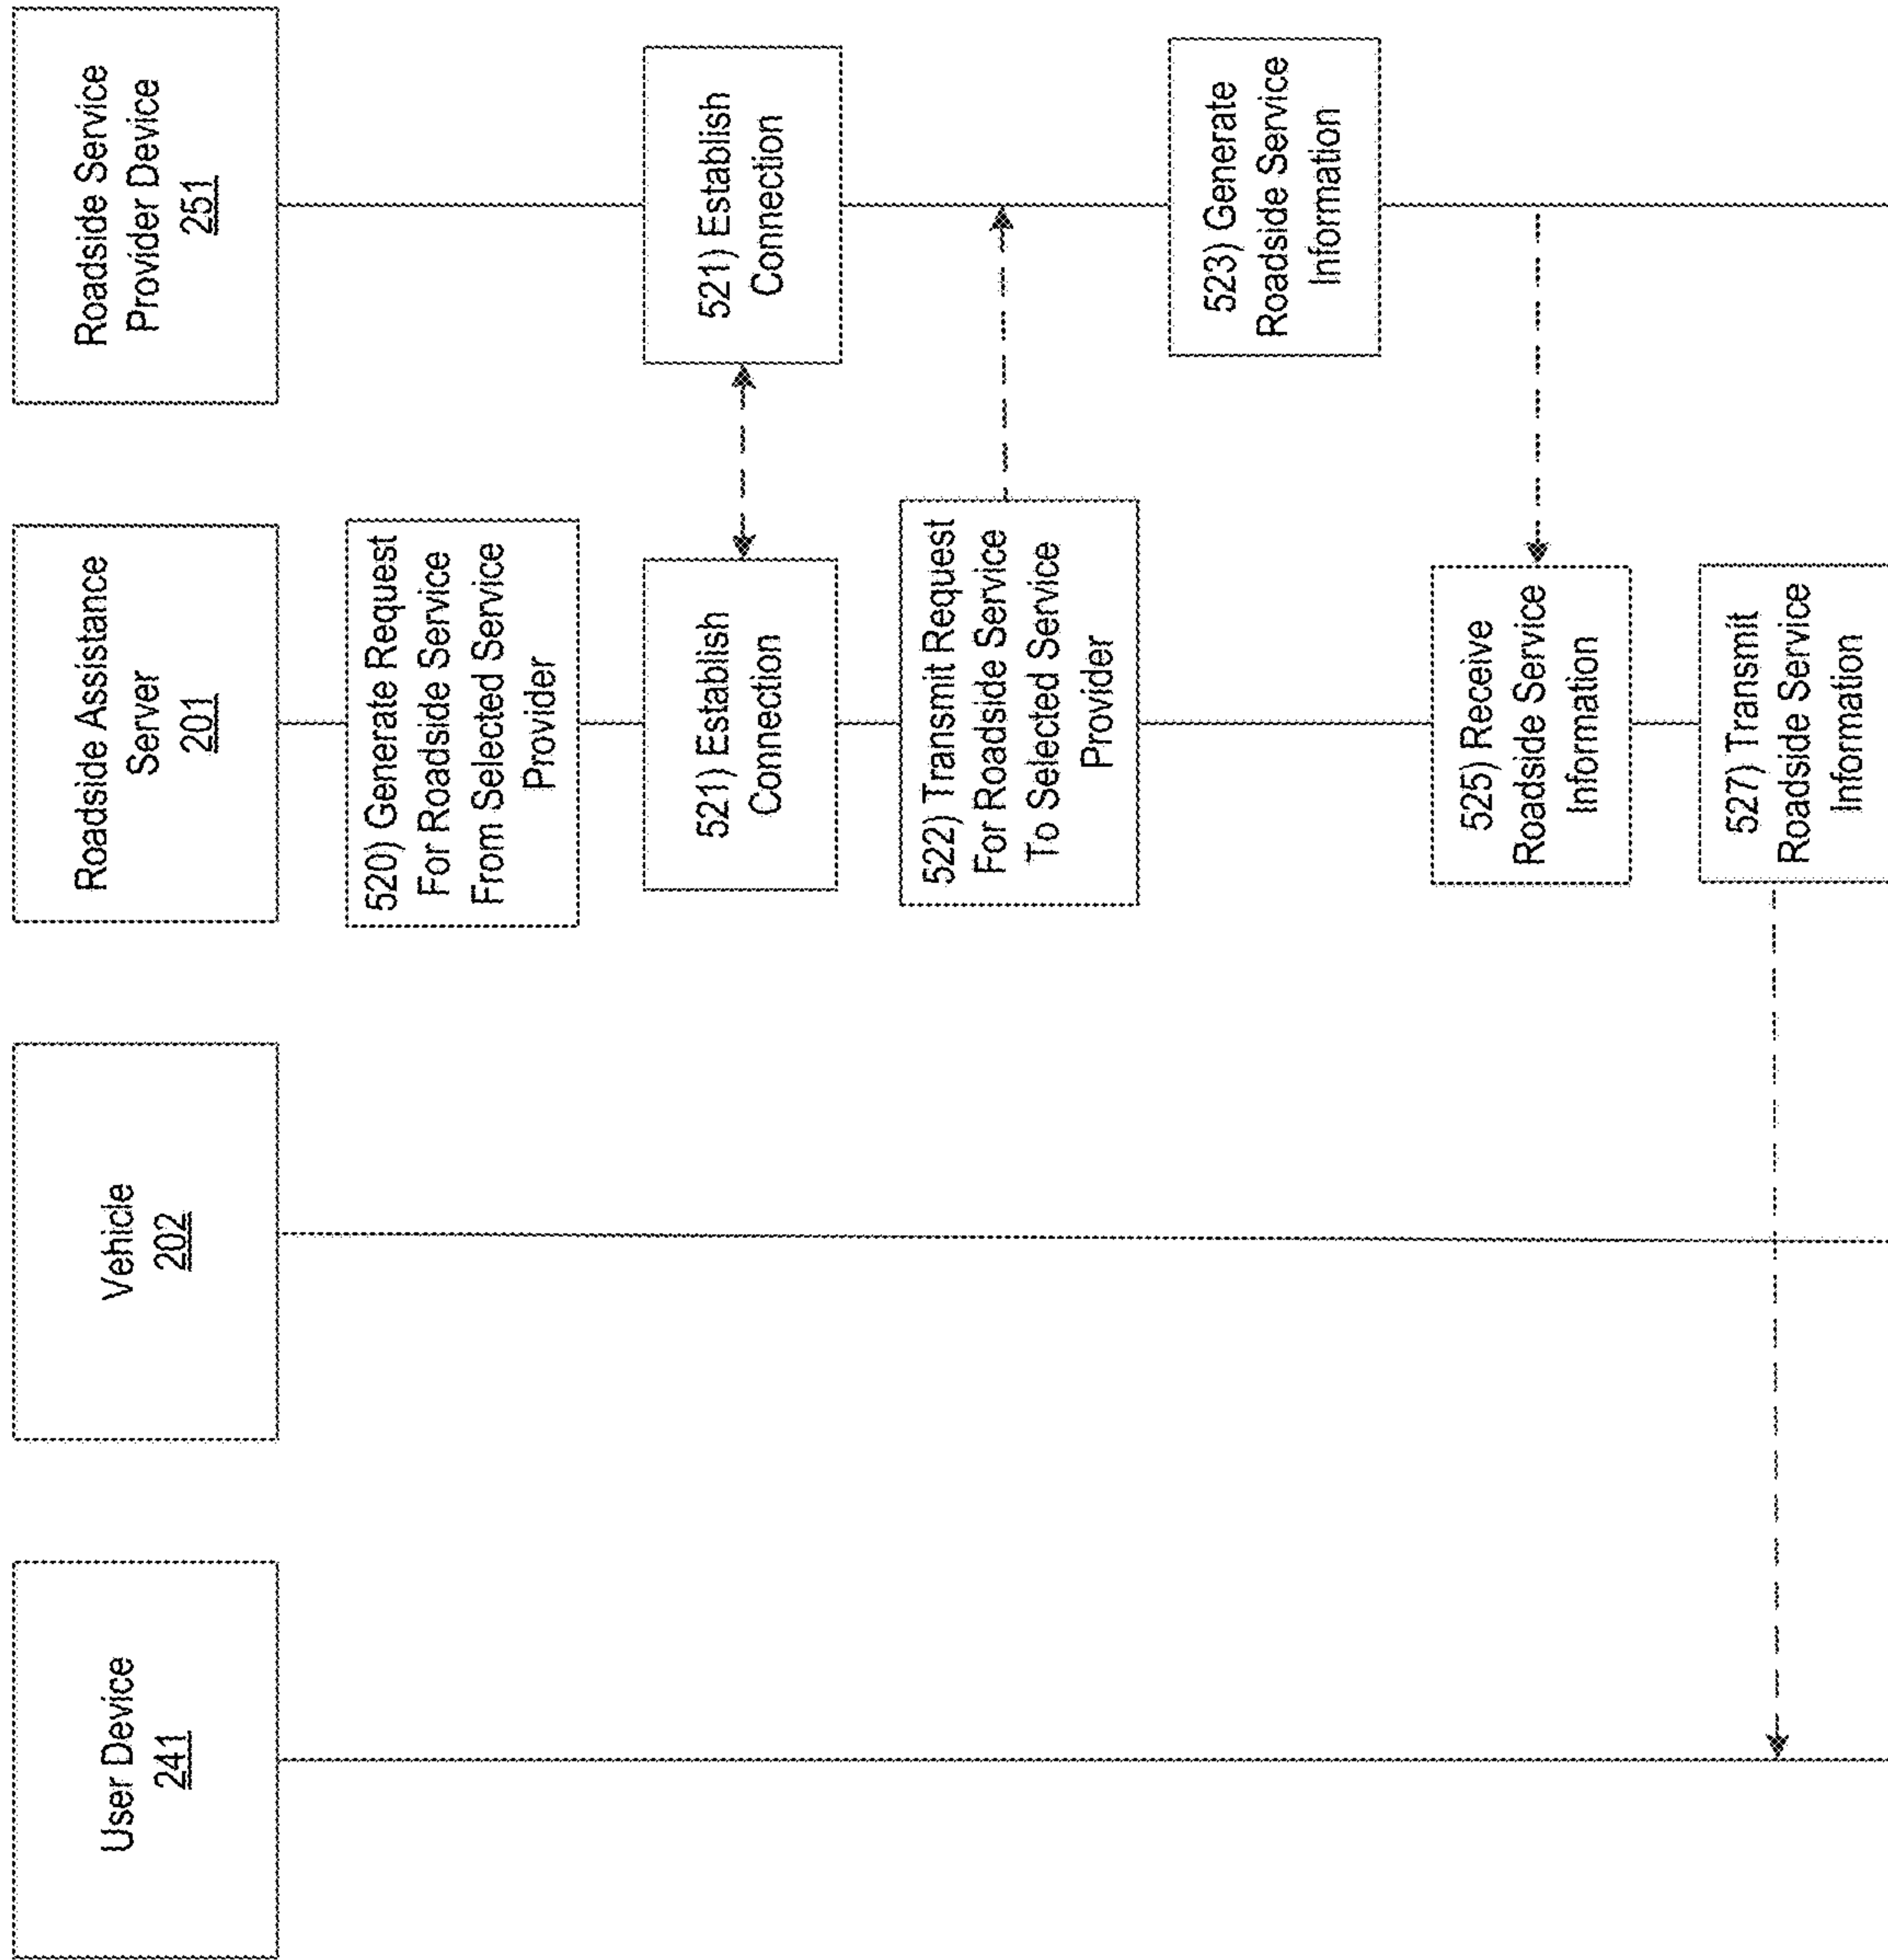 User Device
241
Vehicle
202
Roadside Assistance
Server
201
Roadside Service
Provider Device
251
520) Generate Request
For Roadside Service
From Selected Service
Provider
521) Establish
Connection
521) Establish
Connection
522) Transmit Request
For Roadside Service
To Selected Service
Provider
523) Generate
Roadside Service
Information
525) Receive
Roadside Service
Information
527) Transmit
Roadside Service
Information